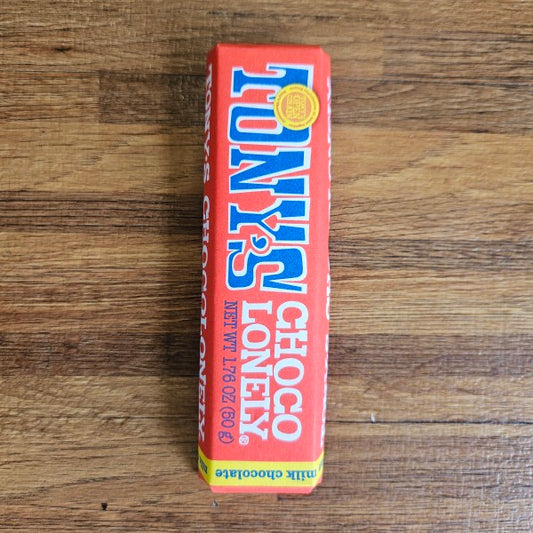 TONY'S
CHOCO
LONELY®
NET WT 1.76 OZ (50 g)
milk chocolate
TONY'S CHOCOLONELY